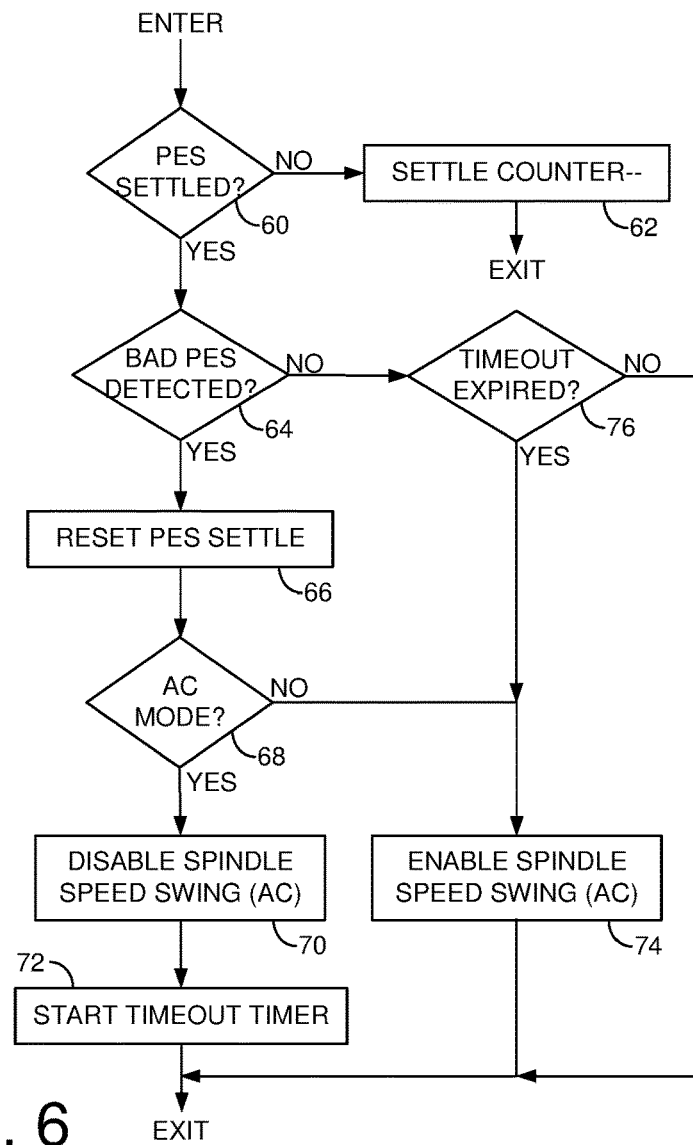 ENTER
PES
SETTLED?
NO
60
YES
SETTLE COUNTER--
62
EXIT
BAD PES
DETECTED?
NO
64
YES
TIMEOUT
EXPIRED?
NO
76
YES
RESET PES SETTLE
66
AC
MODE?
NO
68
YES
DISABLE SPINDLE
SPEED SWING (AC)
70
ENABLE SPINDLE
SPEED SWING (AC)
74
72
START TIMEOUT TIMER
. 6
EXIT